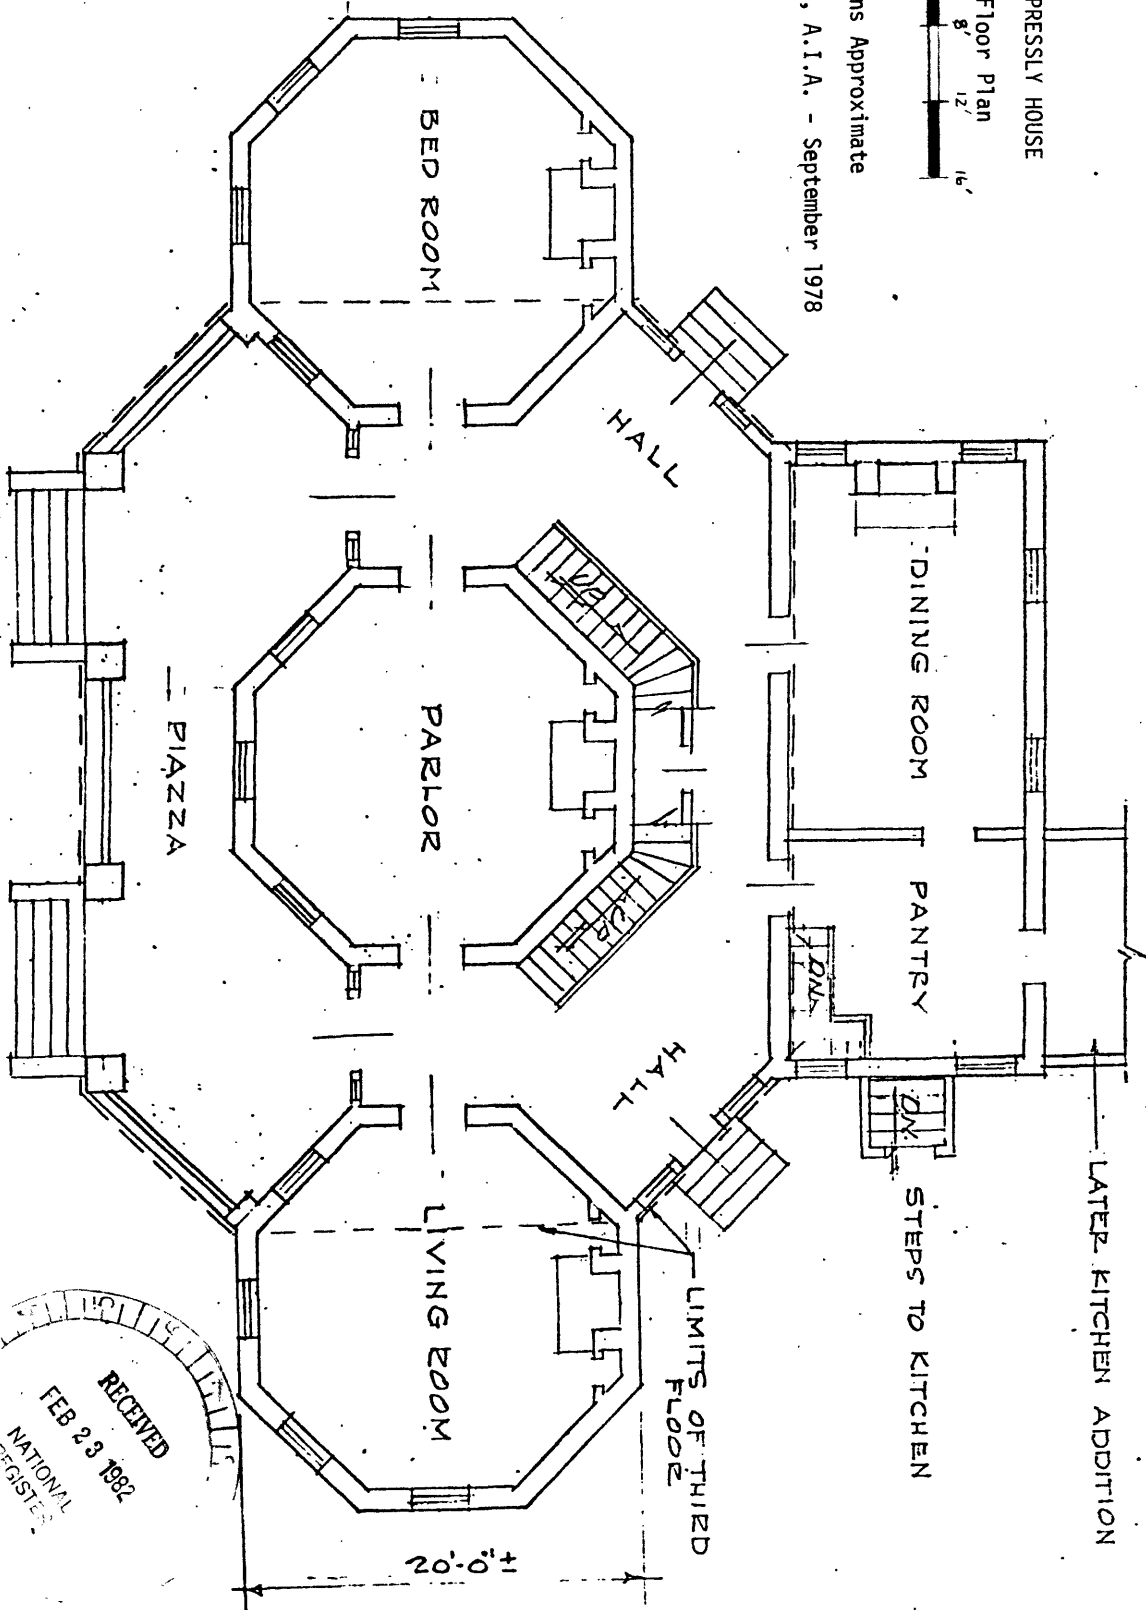 PRESSLY HOUSE
Floor Plan
8' 12' 16'
ns Approximate
, A.I.A. - September 1978
BED ROOM
HALL
DINING ROOM
PANTRY
UP
PARLOR
UP
PIAZZA
DN
DN
HALL
LIVING ROOM
LATER KITCHEN ADDITION
STEPS TO KITCHEN
LIMITS OF THIRD
FLOOR
20'-0"±
RECEIVED
FEB 23 1982
NATIONAL
REGISTER